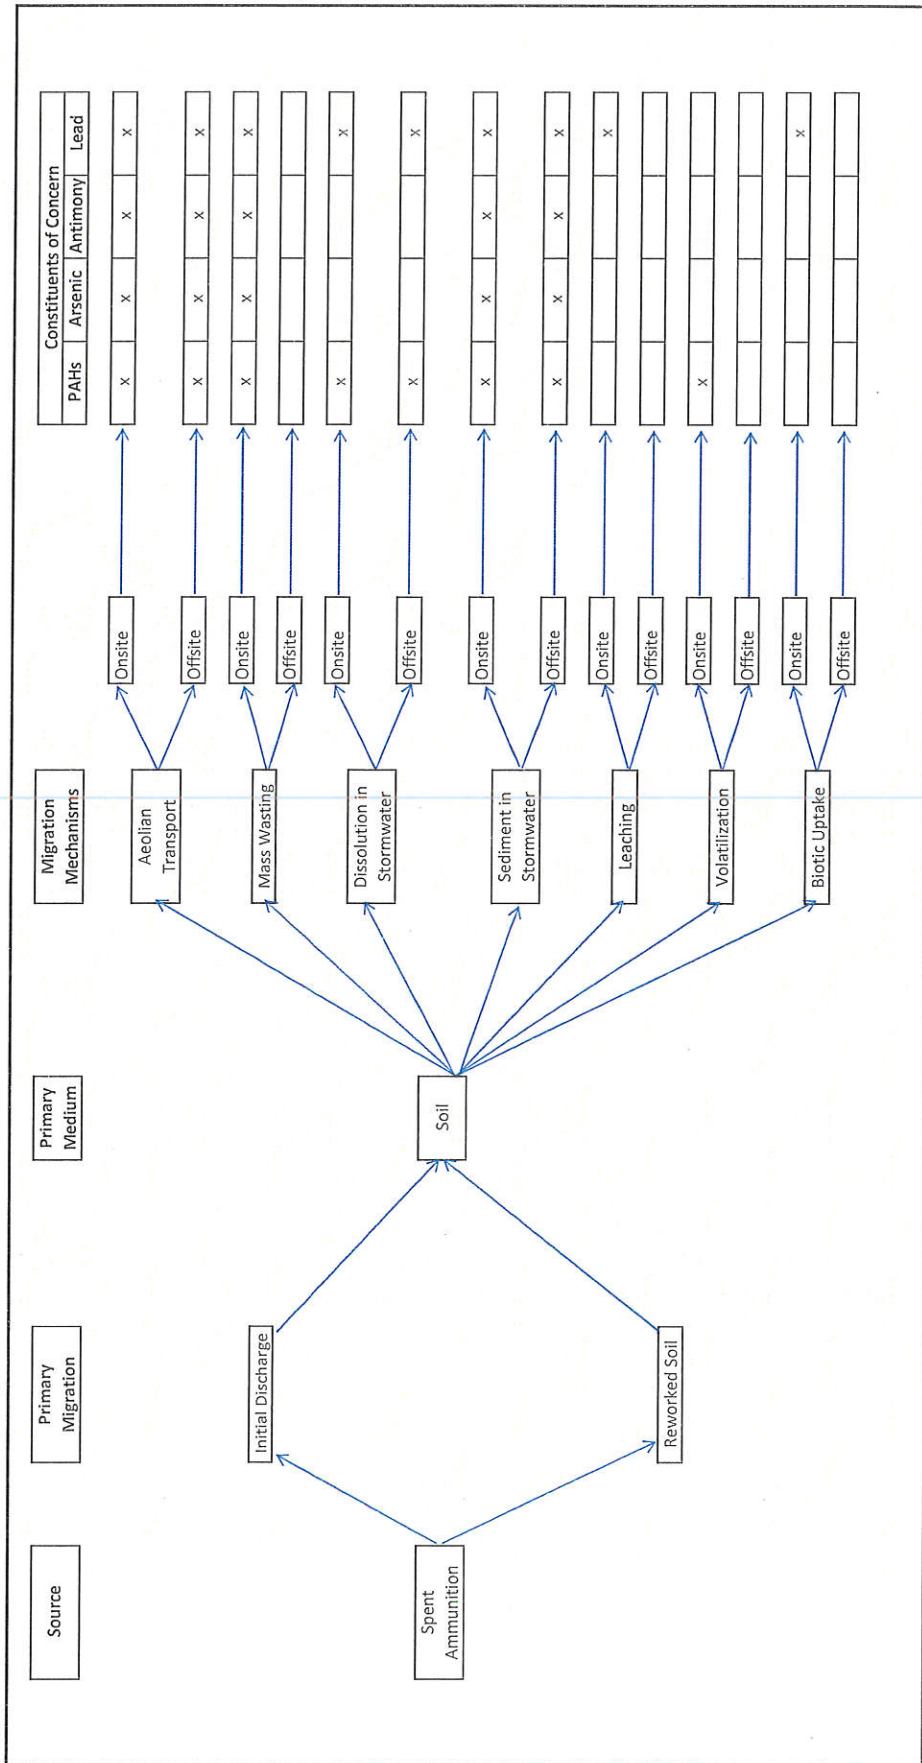 Source
Primary
Migration
Primary
Medium
Migration
Mechanisms
Constituents of Concern
PAHs Arsenic Antimony Lead
Spent
Ammunition
Initial Discharge
Reworked Soil
Soil
Aeolian
Transport
Onsite
x x x x
Offsite
x x x x
Mass Wasting
Onsite
x x x x
Offsite
Dissolution in
Stormwater
Onsite
x x
Offsite
x x
Sediment in
Stormwater
Onsite
x x x x
Offsite
x x x x
Leaching
Onsite
x
Offsite
Volatilization
Onsite
x
Offsite
Biotic Uptake
Onsite
x
Offsite